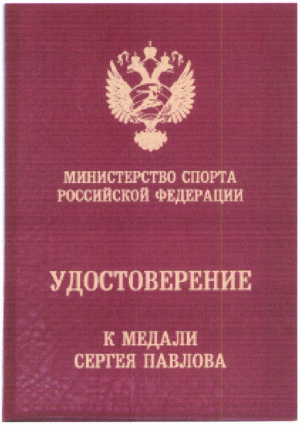 МИНИСТЕРСТВО СПОРТА
РОССИЙСКОЙ ФЕДЕРАЦИИ
УДОСТОВЕРЕНИЕ
К МЕДАЛИ
СЕРГЕЯ ПАВЛОВА